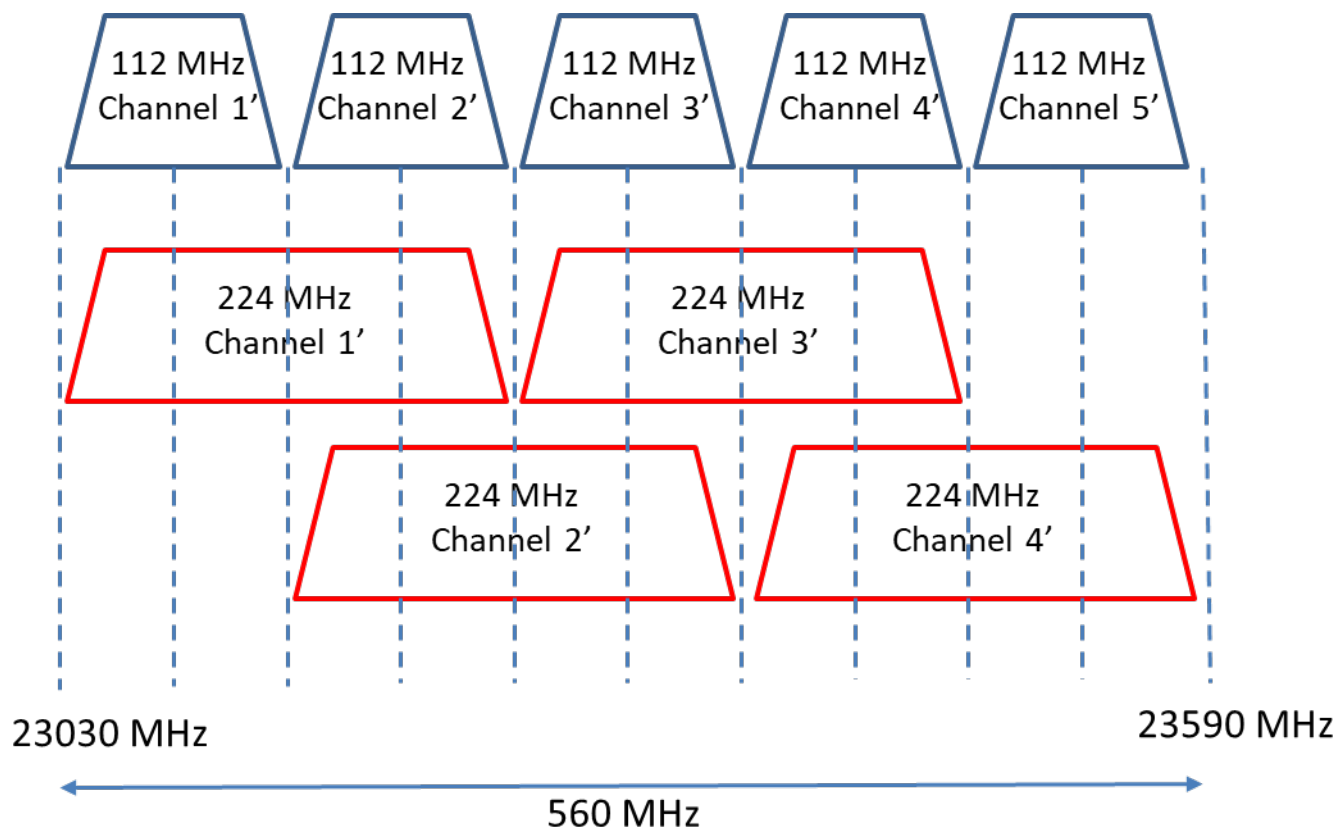 112 MHz
Channel 1’
112 MHz
Channel 2’
112 MHz
Channel 3’
112 MHz
Channel 4’
112 MHz
Channel 5’
224 MHz
Channel 1’
224 MHz
Channel 3’
224 MHz
Channel 2’
224 MHz
Channel 4’
23030 MHz
23590 MHz
560 MHz